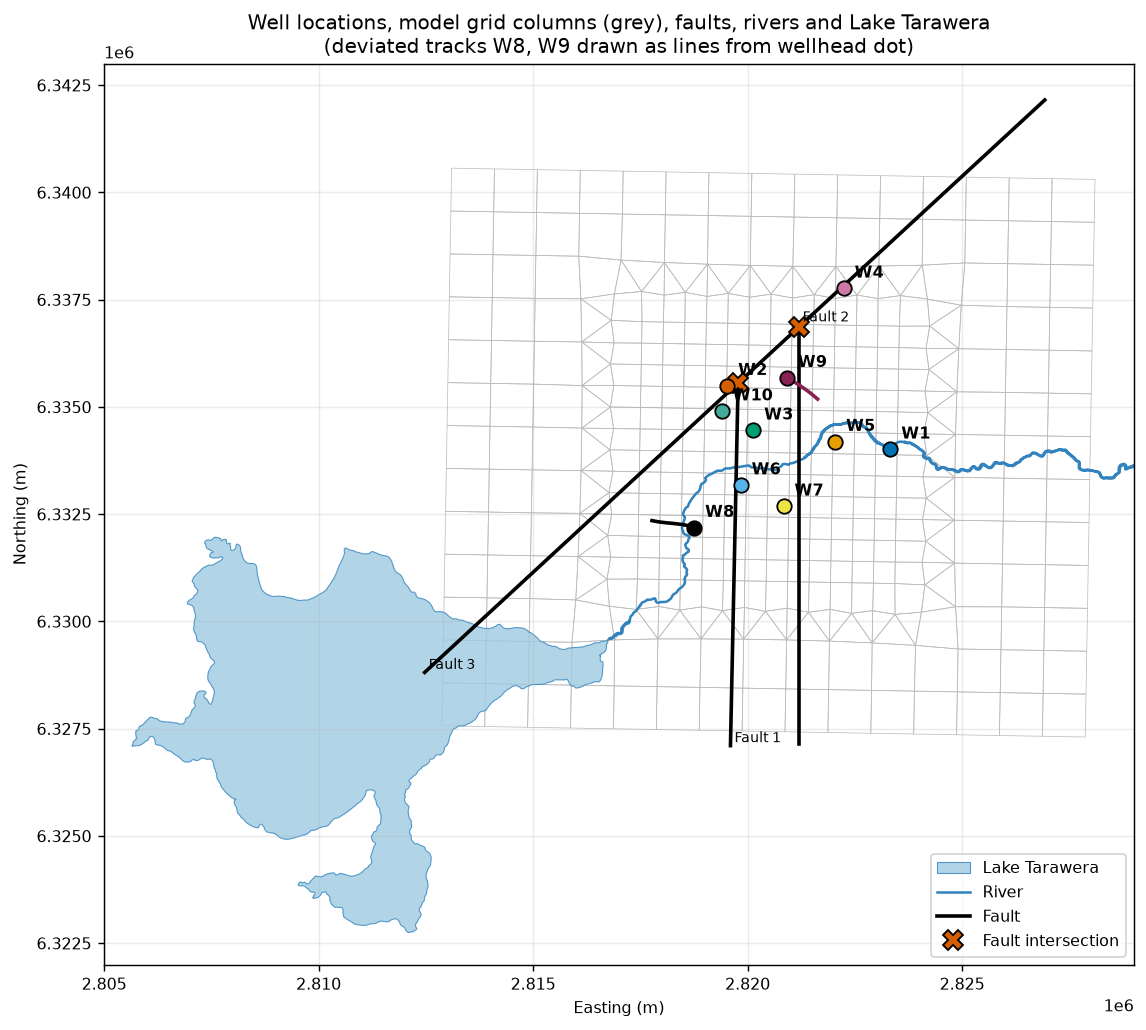 Well locations, model grid columns (grey), faults, rivers and Lake Tarawera
(deviated tracks W8, W9 drawn as lines from wellhead dot)
1e6
6.3425
6.3400
6.3375
6.3350
6.3325
6.3300
6.3275
6.3250
6.3225
Northing (m)
W4
Fault 2
W9
W2
W10
W3
W5
W1
W6
W7
W8
Fault 3
Fault 1
Lake Tarawera
River
Fault
Fault intersection
2.805
2.810
2.815
2.820
2.825
Easting (m)
1e6